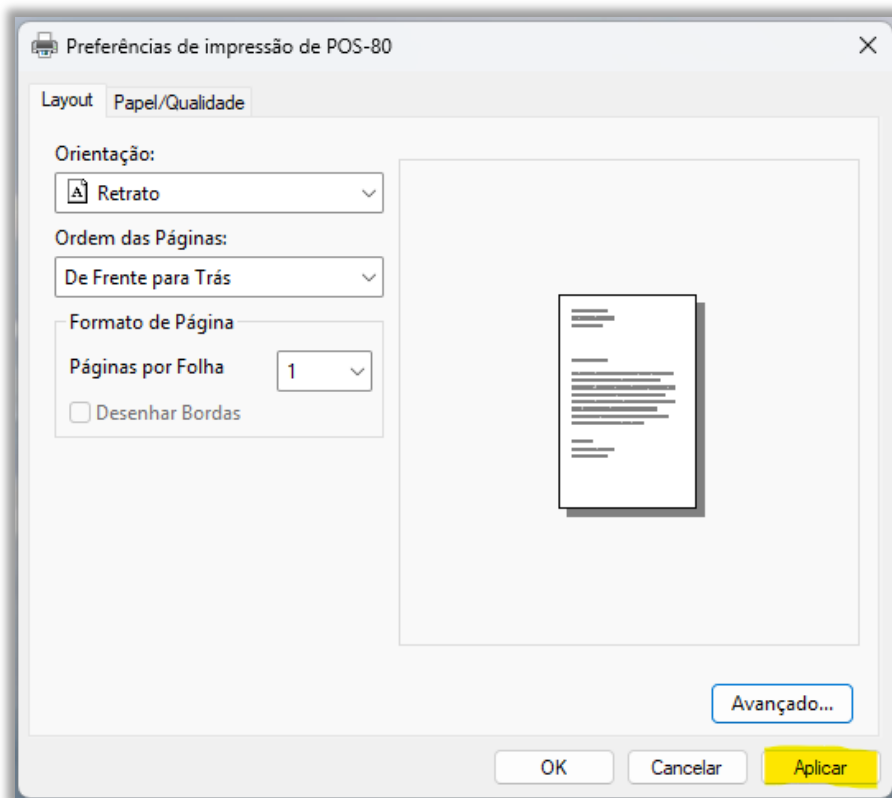 Preferências de impressão de POS-80
Layout
Papel/Qualidade
Orientação:
A Retrato
Ordem das Páginas:
De Frente para Trás
Formato de Página
Páginas por Folha
1
Desenhar Bordas
Avançado...
OK
Cancelar
Aplicar